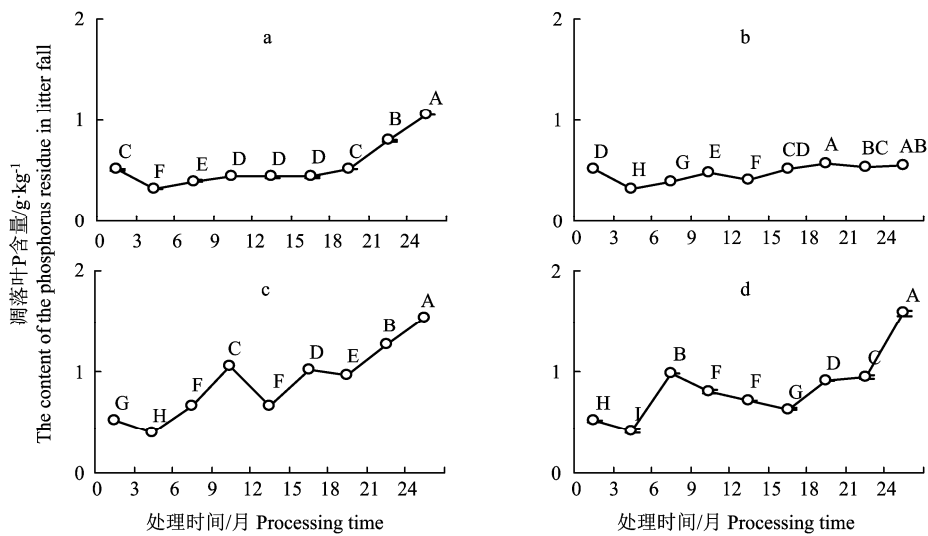 凋落叶P含量/g·kg⁻¹
The content of the phosphorus residue in litter fall
2
a
1
0
C
F
E
D
D
D
C
B
A
0 3 6 9 12 15 18 21 24
2
b
1
0
D
H
G
E
F
CD
A
BC
AB
0 3 6 9 12 15 18 21 24
2
c
1
0
G
H
F
C
F
D
E
B
A
0 3 6 9 12 15 18 21 24
处理时间/月 Processing time
2
d
1
0
H
I
B
F
F
G
D
C
A
0 3 6 9 12 15 18 21 24
处理时间/月 Processing time